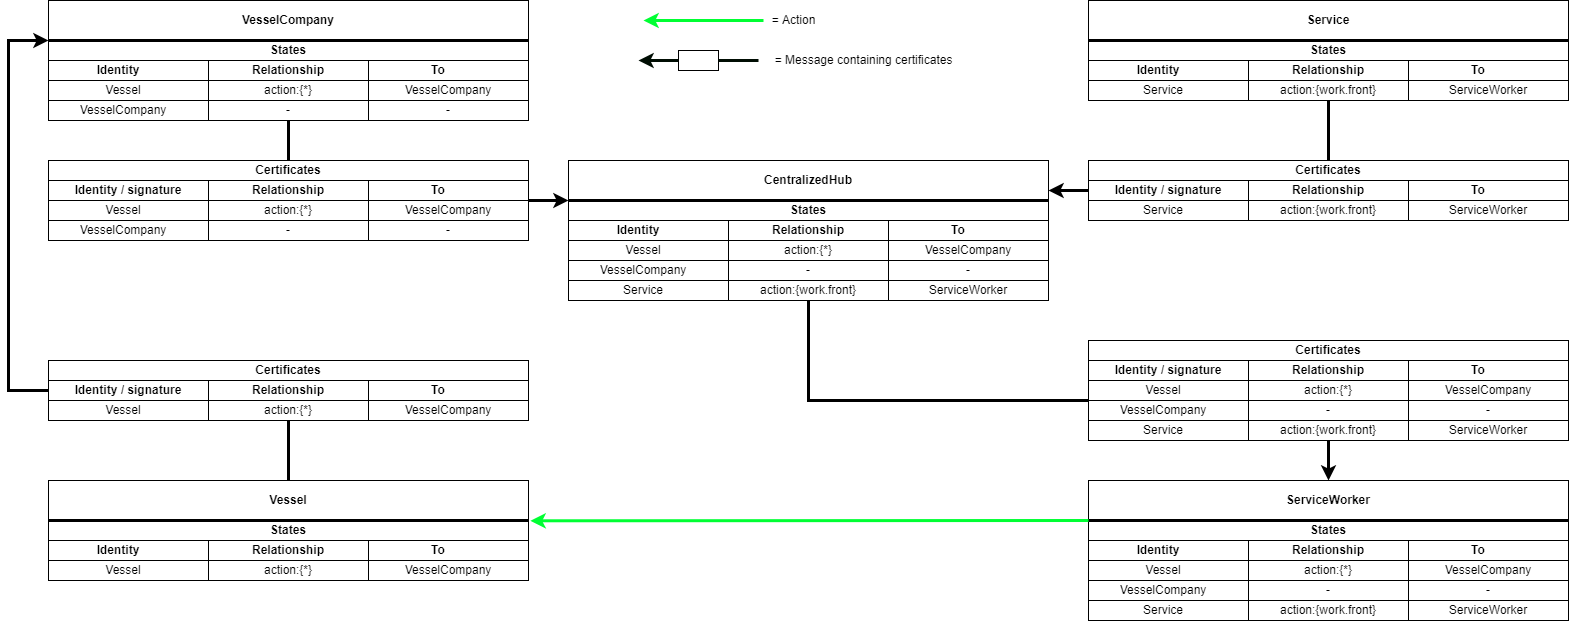 VesselCompany
States
Identity Relationship To
Vessel action:{*} VesselCompany
VesselCompany - -
= Action
= Message containing certificates
Service
States
Identity Relationship To
Service action:{work.front} ServiceWorker
Certificates
Identity / signature Relationship To
Vessel action:{*} VesselCompany
VesselCompany - -
CentralizedHub
States
Identity Relationship To
Vessel action:{*} VesselCompany
VesselCompany - -
Service action:{work.front} ServiceWorker
Certificates
Identity / signature Relationship To
Service action:{work.front} ServiceWorker
Certificates
Identity / signature Relationship To
Vessel action:{*} VesselCompany
Certificates
Identity / signature Relationship To
Vessel action:{*} VesselCompany
VesselCompany - -
Service action:{work.front} ServiceWorker
Vessel
States
Identity Relationship To
Vessel action:{*} VesselCompany
ServiceWorker
States
Identity Relationship To
Vessel action:{*} VesselCompany
VesselCompany - -
Service action:{work.front} ServiceWorker